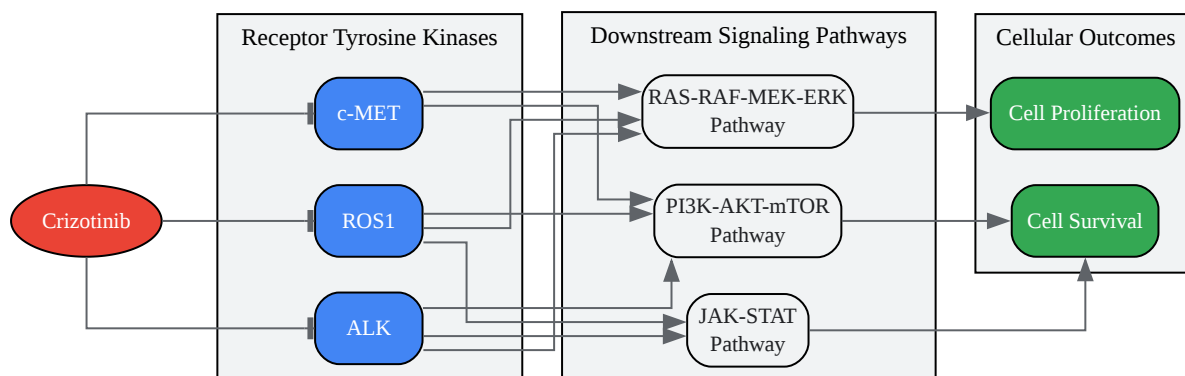 Receptor Tyrosine Kinases
Downstream Signaling Pathways
Cellular Outcomes
Crizotinib
c-MET
ROS1
ALK
RAS-RAF-MEK-ERK
Pathway
PI3K-AKT-mTOR
Pathway
JAK-STAT
Pathway
Cell Proliferation
Cell Survival